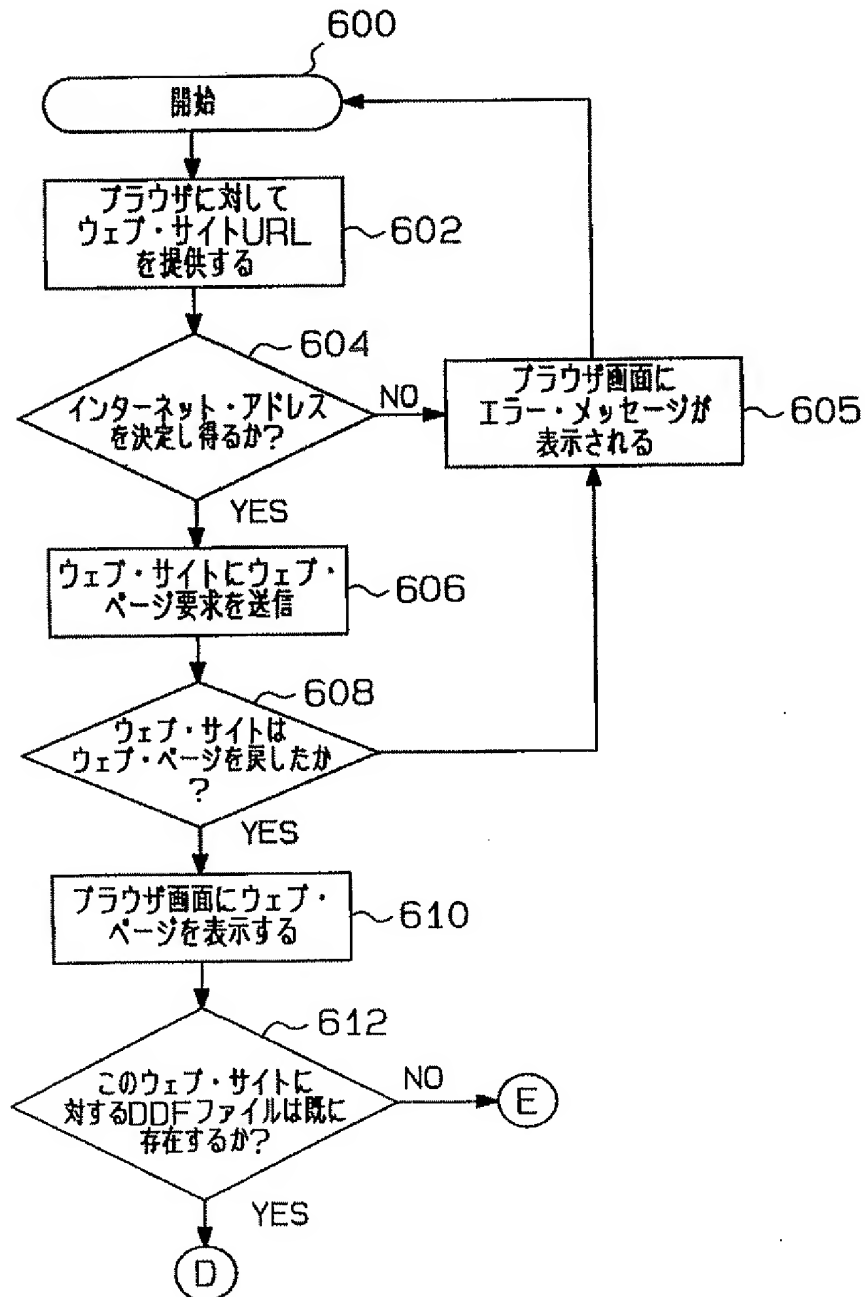 600
開始
ブラウザに対して
ウェブ・サイトURL
を提供する
602
604
インターネット・アドレス
を決定し得るか?
NO
ブラウザ画面に
エラー・メッセージが
表示される
605
YES
ウェブ・サイトにウェブ・
ページ要求を送信
606
608
ウェブ・サイトは
ウェブ・ページを戻したか
?
YES
ブラウザ画面にウェブ・
ページを表示する
610
612
このウェブ・サイトに
対するDDFファイルは既に
存在するか?
NO
E
YES
D